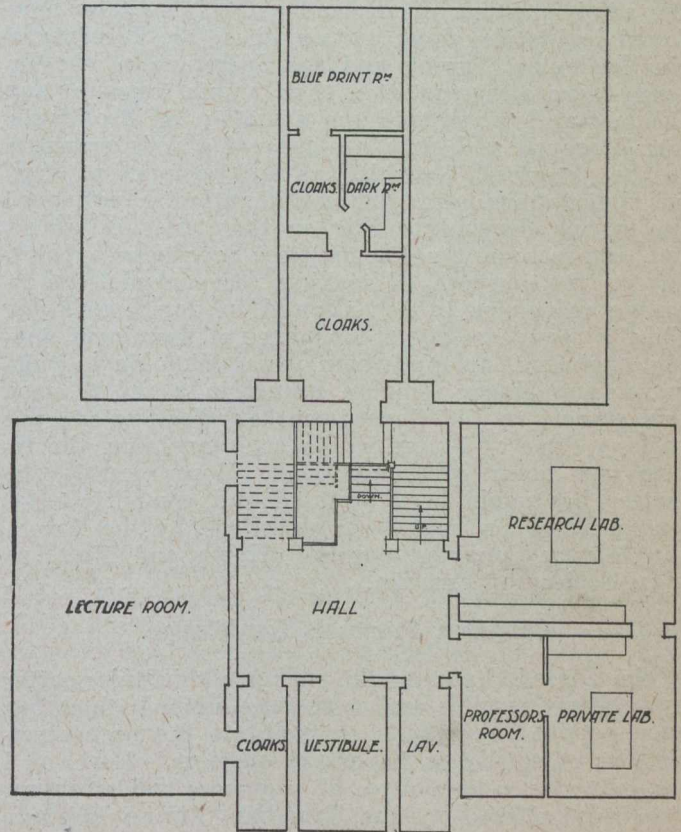 BLUE PRINT Rᴹ
CLOAKS.
DARK Rᴹ
CLOAKS.
DOWN.
UP.
RESEARCH LAB.
LECTURE ROOM.
HALL
CLOAKS.
VESTIBULE.
LAV.
PROFESSORS
ROOM.
PRIVATE LAB.